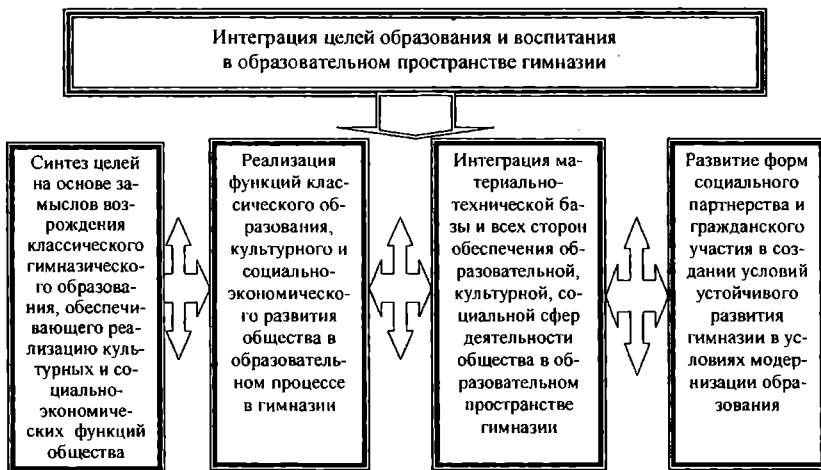 Интеграция целей образования и воспитания
в образовательном пространстве гимназии
Синтез целей
на основе за-
мыслов воз-
рождения
классического
гимназическо-
го образова-
ния, обеспечи-
вающего реа-
лизацию куль-
турных и со-
циально-
экономиче-
ских функций
общества
Реализация
функций клас-
сического об-
разования,
культурного и
социально-
экономическо-
го развития
общества в
образователь-
ном процессе
в гимназии
Интеграция ма-
териально-
технической ба-
зы и всех сторон
обеспечения об-
разовательной,
культурной, со-
циальной сфер
деятельности
общества в об-
разовательном
пространстве
гимназии
Развитие форм
социального
партнерства и
гражданского
участия в соз-
дании условий
устойчивого
развития
гимназии в ус-
ловиях модер-
низации обра-
зования